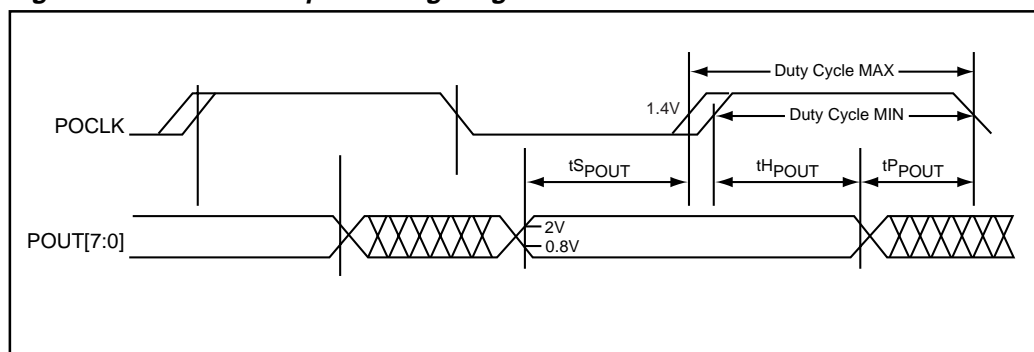 Duty Cycle MAX
1.4V
Duty Cycle MIN
POCLK
tSPOUT
tHPOUT
tPPOUT
2V
POUT[7:0]
0.8V